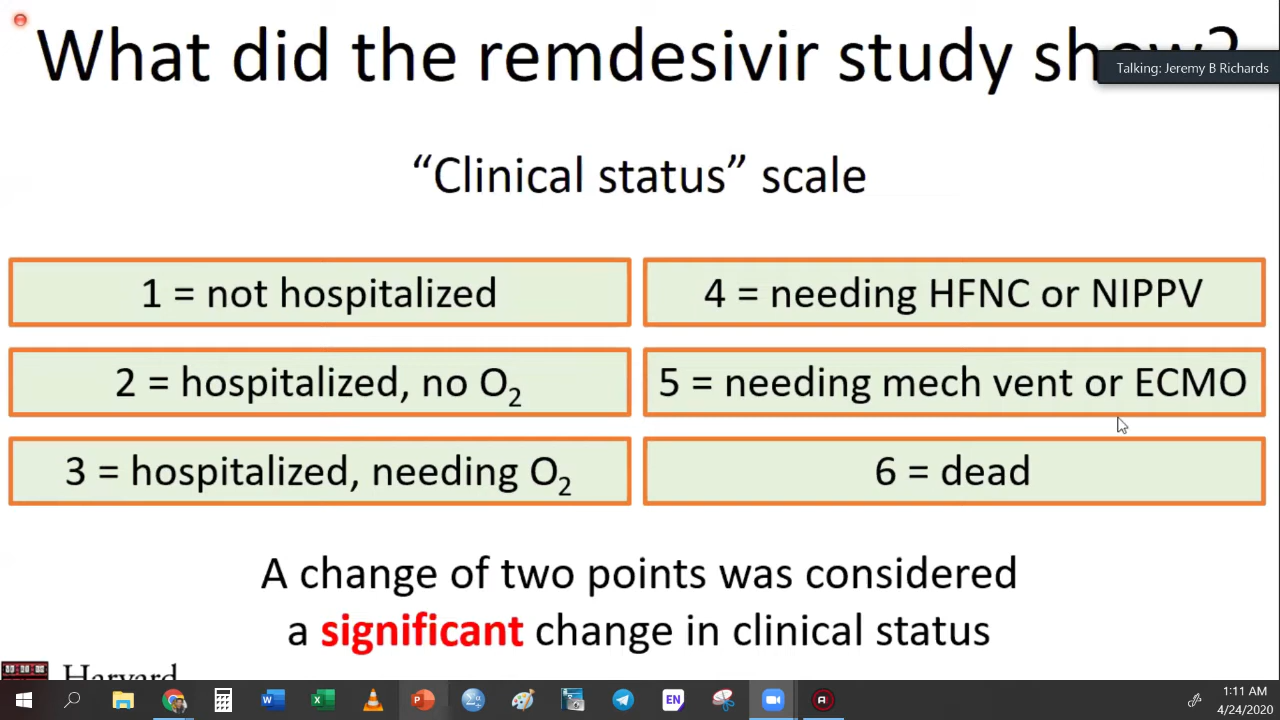 What did the remdesivir study show?
Talking: Jeremy B Richards
“Clinical status” scale
1 = not hospitalized
4 = needing HFNC or NIPPV
2 = hospitalized, no O₂
5 = needing mech vent or ECMO
3 = hospitalized, needing O₂
6 = dead
A change of two points was considered
a significant change in clinical status
Harvard
EN
1:11 AM
4/24/2020